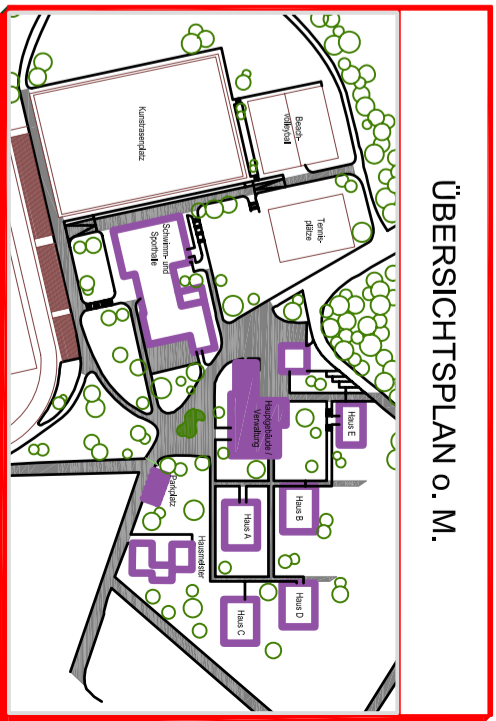 ÜBERSICHTSPLAN o. M.
Kunstrasenplatz
Beach-
volleyball
Tennis-
plätze
Schwimm- und
Sporthalle
Hauptgebäude /
Verwaltung
Haus E
Haus B
Haus A
Haus D
Haus C
Parkplatz
Hausmeister